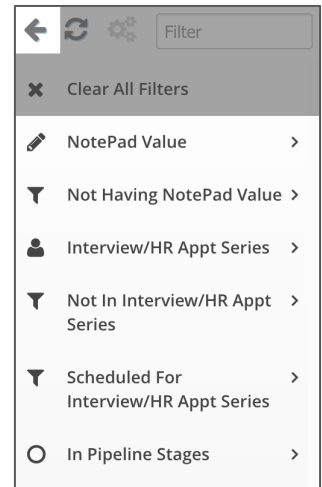 Filter
Clear All Filters
NotePad Value
Not Having NotePad Value
Interview/HR Appt Series
Not In Interview/HR Appt
Series
Scheduled For
Interview/HR Appt Series
In Pipeline Stages